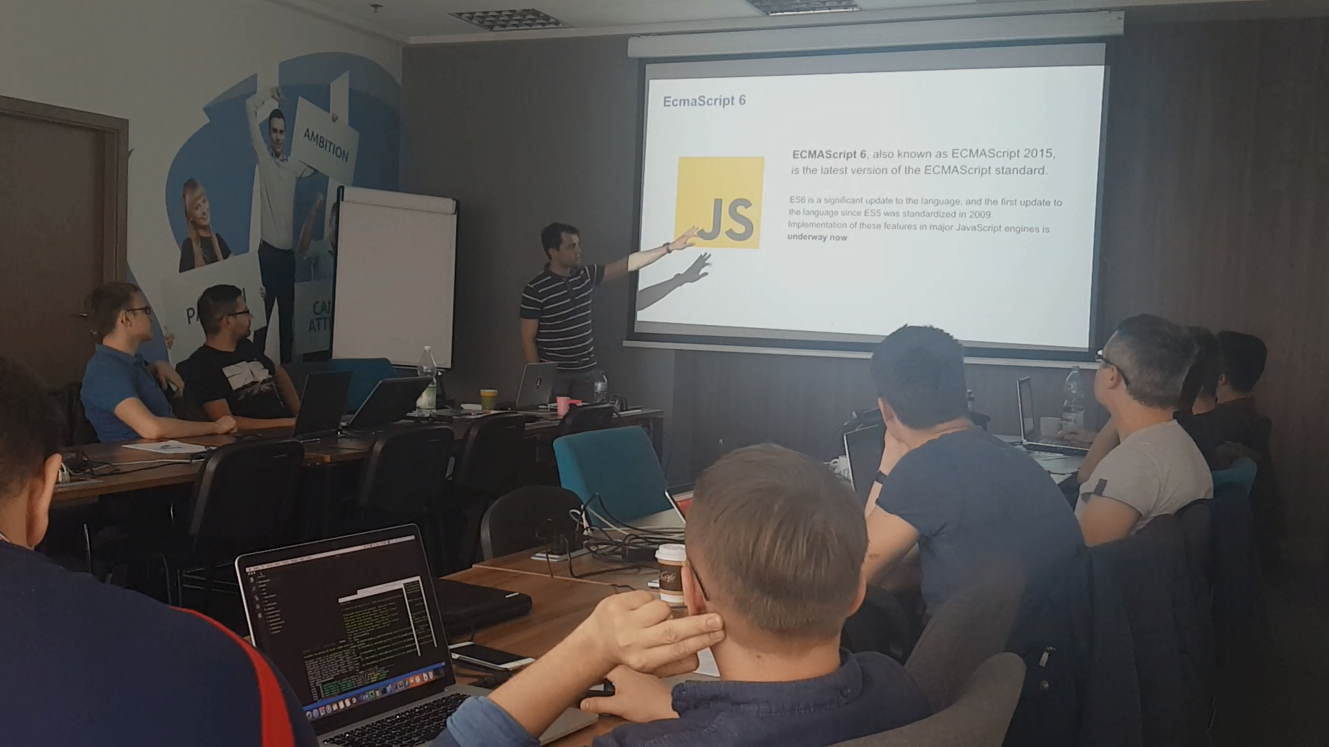 EcmaScript 6
ECMAScript 6, also known as ECMAScript 2015,
is the latest version of the ECMAScript standard.
JS
ES6 is a significant update to the language, and the first update to
the language since ES5 was standardized in 2009.
Implementation of these features in major JavaScript engines is
underway now
AMBITION